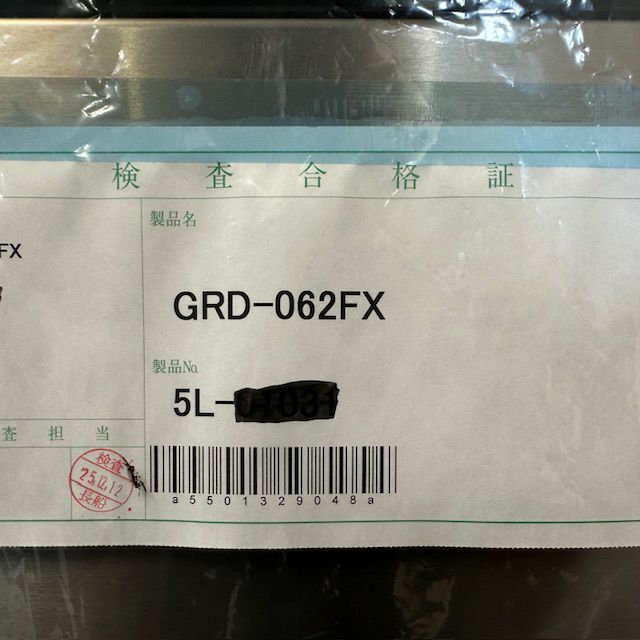 検査合格証
FX
製品名
GRD-062FX
製品No.
5L-
査担当
検査
25.12.12
長船
a5501329048a